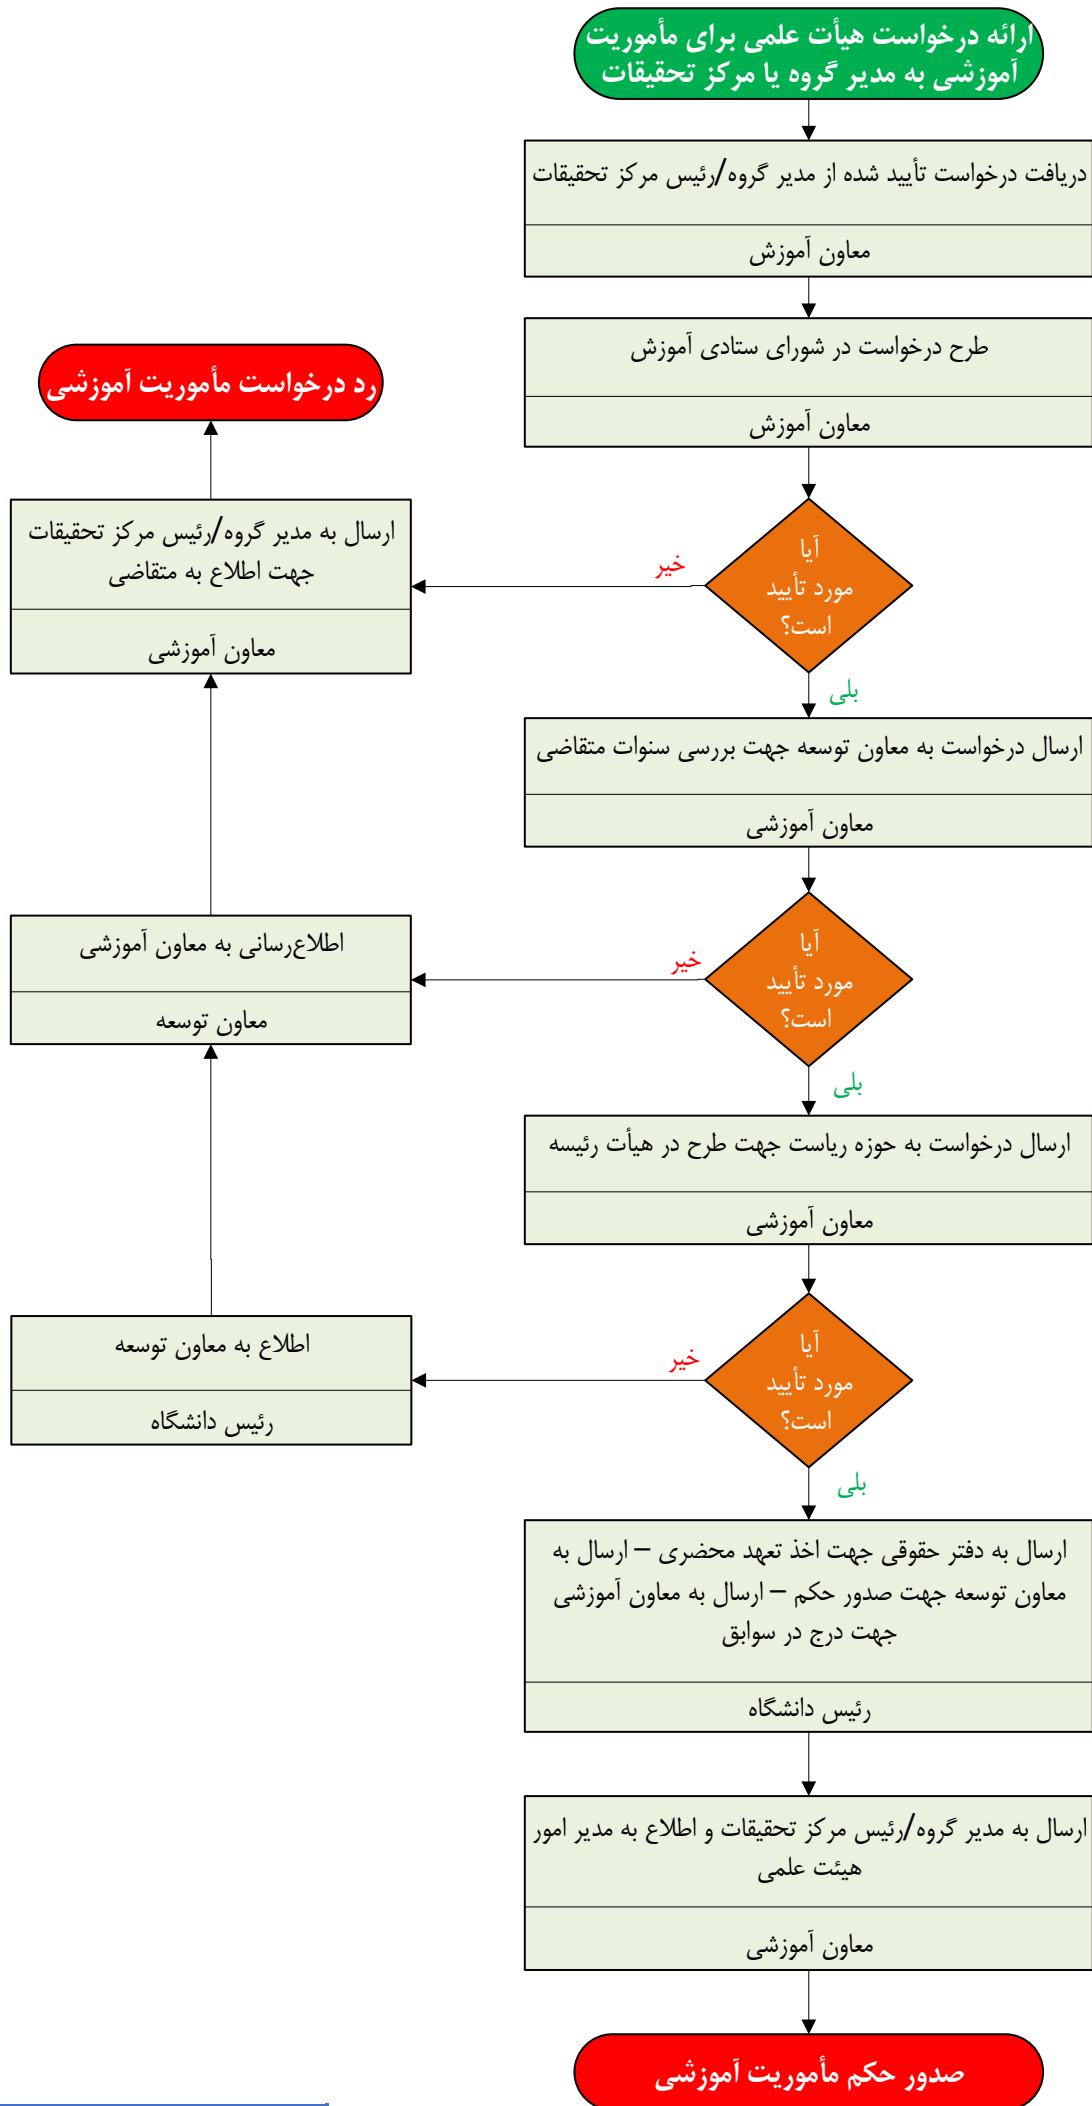 ارائه درخواست هیأت علمی برای مأموریت
آموزشی به مدیر گروه یا مرکز تحقیقات
دریافت درخواست تأیید شده از مدیر گروه/رئیس مرکز تحقیقات
معاون آموزش
طرح درخواست در شورای ستادی آموزش
معاون آموزش
رد درخواست مأموریت آموزشی
آیا
مورد تأیید
است؟
خیر
ارسال به مدیر گروه/رئیس مرکز تحقیقات
جهت اطلاع به متقاضی
معاون آموزشی
بلی
ارسال درخواست به معاون توسعه جهت بررسی سنوات متقاضی
معاون آموزشی
آیا
مورد تأیید
است؟
خیر
اطلاع‌رسانی به معاون آموزشی
معاون توسعه
بلی
ارسال درخواست به حوزه ریاست جهت طرح در هیأت رئیسه
معاون آموزشی
آیا
مورد تأیید
است؟
خیر
اطلاع به معاون توسعه
رئیس دانشگاه
بلی
ارسال به دفتر حقوقی جهت اخذ تعهد محضری – ارسال به
معاون توسعه جهت صدور حکم – ارسال به معاون آموزشی
جهت درج در سوابق
رئیس دانشگاه
ارسال به مدیر گروه/رئیس مرکز تحقیقات و اطلاع به مدیر امور
هیئت علمی
معاون آموزشی
صدور حکم مأموریت آموزشی